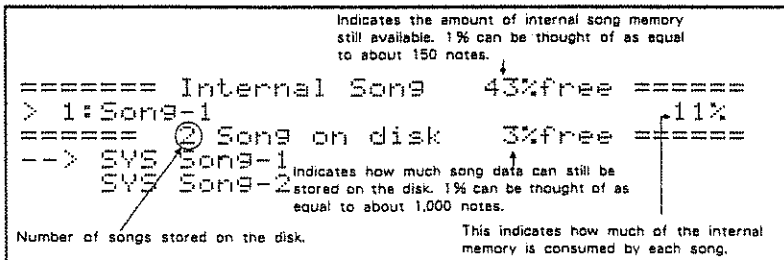 Indicates the amount of internal song memory
still available. 1% can be thought of as equal
to about 150 notes.
======= Internal Song 43%free ======
> 1:Song-1 11%
====== 2 Song on disk 3%free ======
--> SYS Song-1
SYS Song-2
Indicates how much song data can still be
stored on the disk. 1% can be thought of as
equal to about 1,000 notes.
Number of songs stored on the disk.
This indicates how much of the internal
memory is consumed by each song.